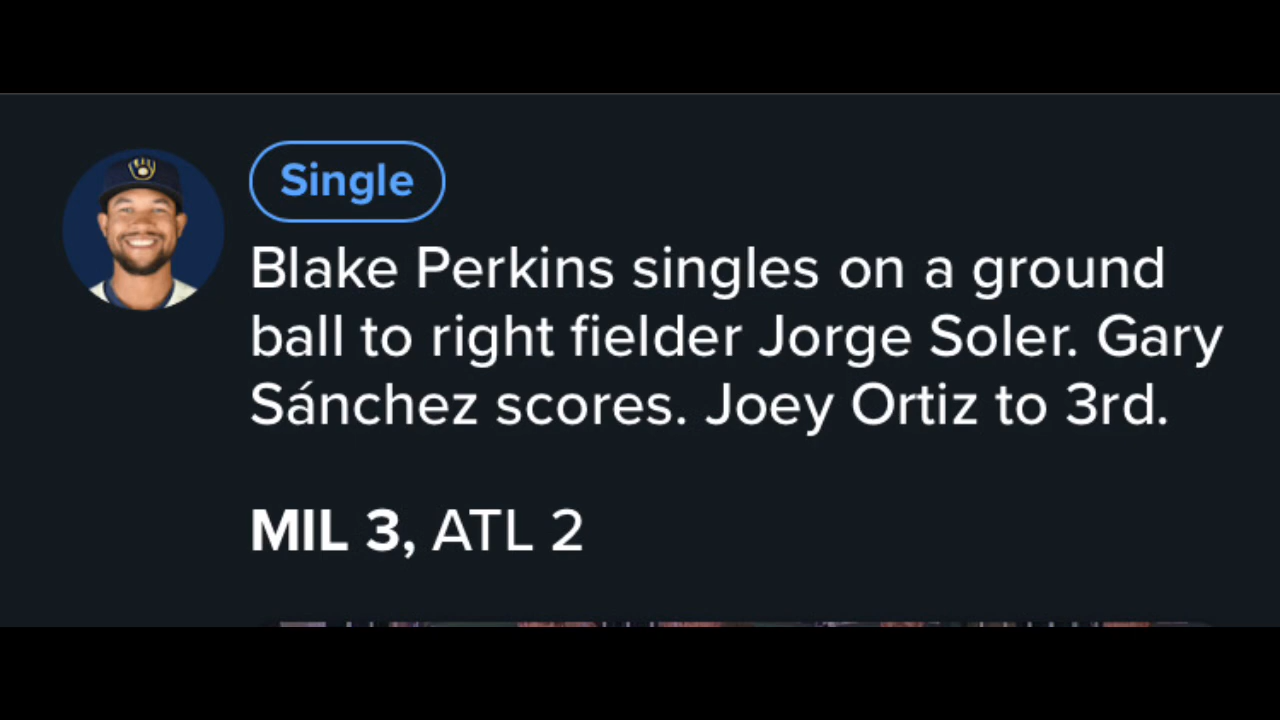 Single
Blake Perkins singles on a ground
ball to right fielder Jorge Soler. Gary
Sánchez scores. Joey Ortiz to 3rd.
MIL 3, ATL 2